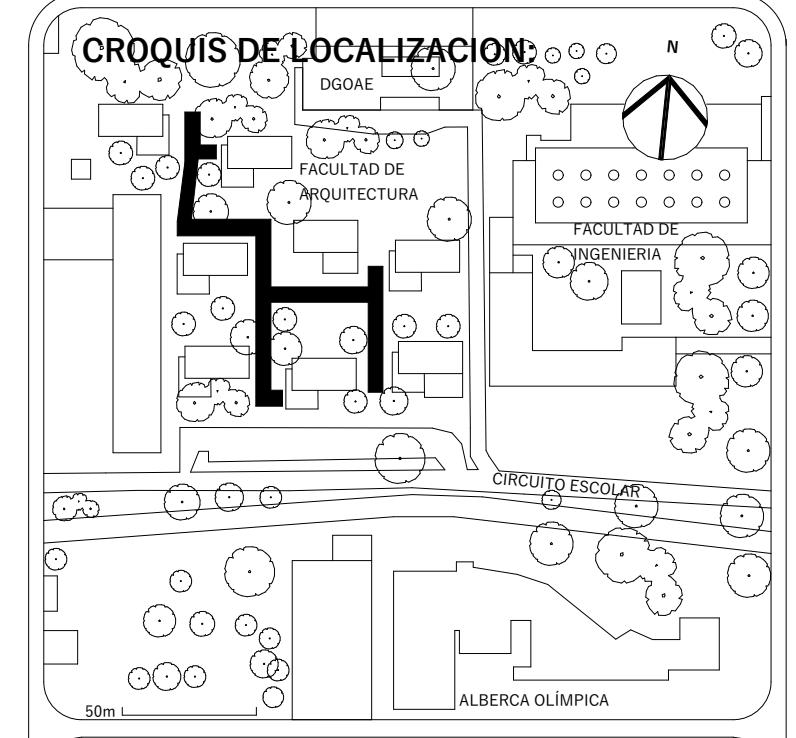 CROQUIS DE LOCALIZACION:
N
DGOAE
FACULTAD DE
ARQUITECTURA
FACULTAD DE
INGENIERIA
CIRCUITO ESCOLAR
ALBERCA OLÍMPICA
50m